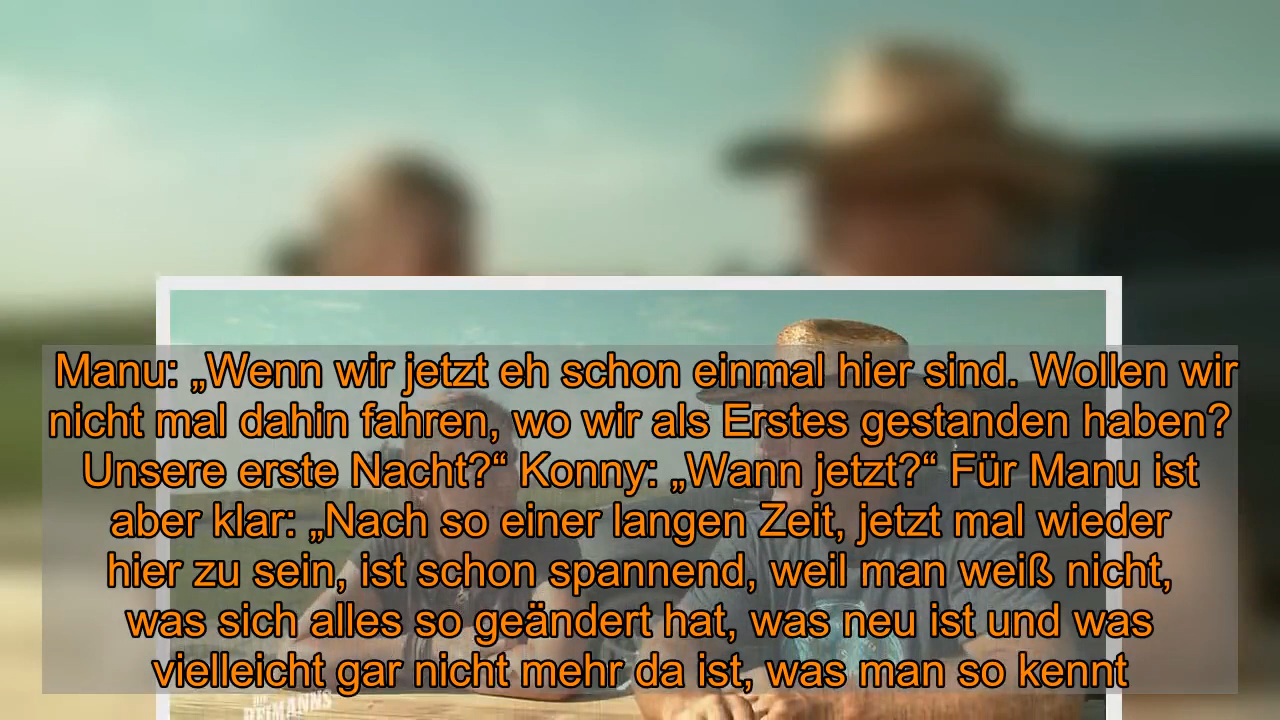 Manu: „Wenn wir jetzt eh schon einmal hier sind. Wollen wir
nicht mal dahin fahren, wo wir als Erstes gestanden haben?
Unsere erste Nacht?“ Konny: „Wann jetzt?“ Für Manu ist
aber klar: „Nach so einer langen Zeit, jetzt mal wieder
hier zu sein, ist schon spannend, weil man weiß nicht,
was sich alles so geändert hat, was neu ist und was
vielleicht gar nicht mehr da ist, was man so kennt
DIE
REIMANNS